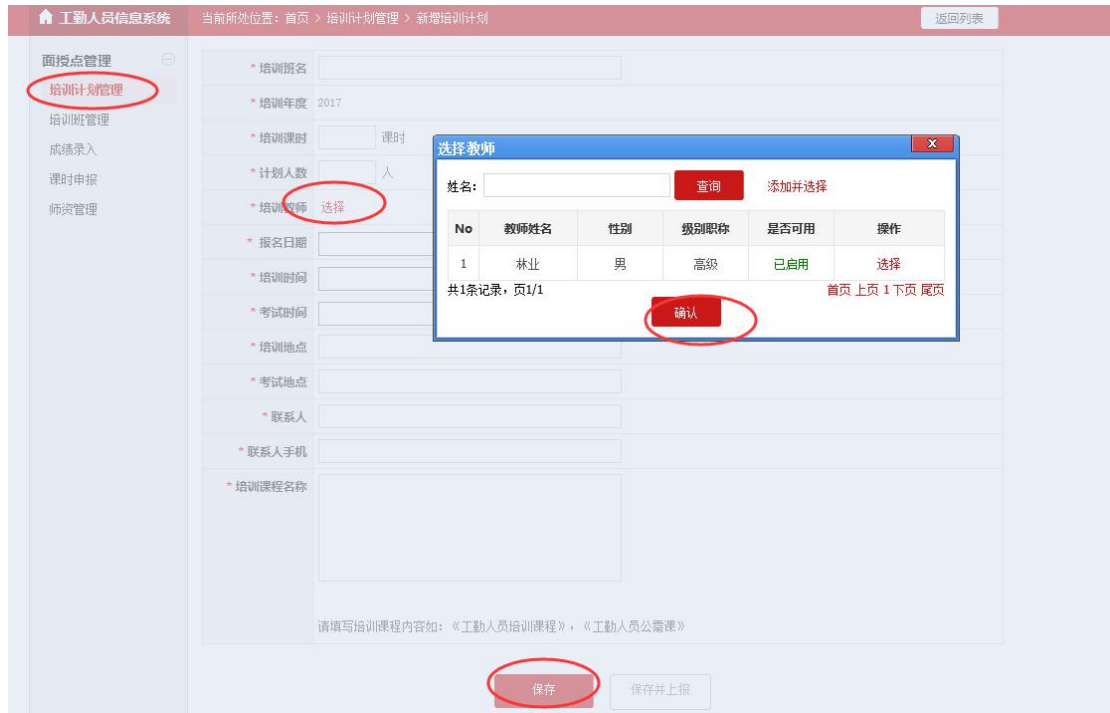 工勤人员信息系统
当前所处位置：首页 > 培训计划管理 > 新增培训计划
返回列表
面授点管理
培训计划管理
培训班管理
成绩录入
课时申报
师资管理
* 培训班名
* 培训年度 2017
* 培训课时 课时
* 计划人数 人
* 培训教师 选择
* 报名日期
* 培训时间
* 考试时间
* 培训地点
* 考试地点
* 联系人
* 联系人手机
* 培训课程名称
请填写培训课程内容如：《工勤人员培训课程》，《工勤人员公需课》
保存 保存并上报
选择教师 X
姓名： 查询 添加并选择
No 教师姓名 性别 级别职称 是否可用 操作
1 林业 男 高级 已启用 选择
共1条记录，页1/1 首页 上页 1 下页 尾页
确认